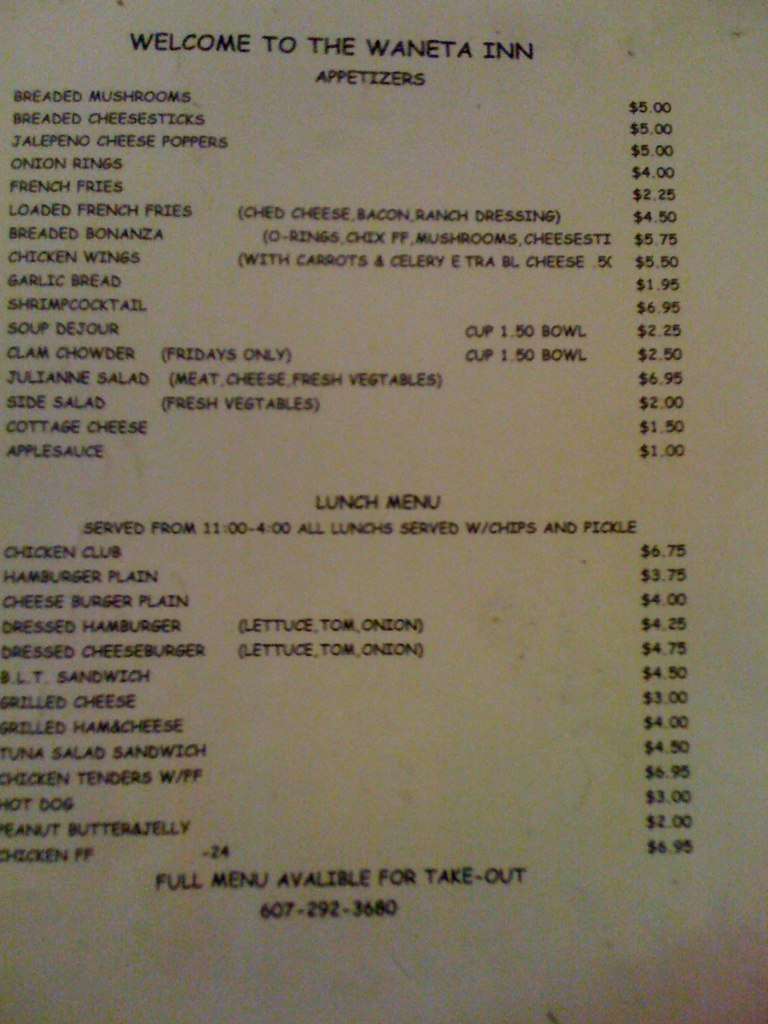 WELCOME TO THE WANETA INN
APPETIZERS
BREADED MUSHROOMS $5.00
BREADED CHEESESTICKS $5.00
JALEPENO CHEESE POPPERS $5.00
ONION RINGS $4.00
FRENCH FRIES $2.25
LOADED FRENCH FRIES (CHED CHEESE,BACON,RANCH DRESSING) $4.50
BREADED BONANZA (O-RINGS,CHIX FF,MUSHROOMS,CHEESESTI $5.75
CHICKEN WINGS (WITH CARROTS & CELERY E TRA BL CHEESE .50 $5.50
GARLIC BREAD $1.95
SHRIMPCOCKTAIL $6.95
SOUP DEJOUR CUP 1.50 BOWL $2.25
CLAM CHOWDER (FRIDAYS ONLY) CUP 1.50 BOWL $2.50
JULIANNE SALAD (MEAT,CHEESE,FRESH VEGTABLES) $6.95
SIDE SALAD (FRESH VEGTABLES) $2.00
COTTAGE CHEESE $1.50
APPLESAUCE $1.00
LUNCH MENU
SERVED FROM 11:00-4:00 ALL LUNCHS SERVED W/CHIPS AND PICKLE
CHICKEN CLUB $6.75
HAMBURGER PLAIN $3.75
CHEESE BURGER PLAIN $4.00
DRESSED HAMBURGER (LETTUCE,TOM,ONION) $4.25
DRESSED CHEESEBURGER (LETTUCE,TOM,ONION) $4.75
B.L.T. SANDWICH $4.50
GRILLED CHEESE $3.00
GRILLED HAM&CHEESE $4.00
TUNA SALAD SANDWICH $4.50
CHICKEN TENDERS W/FF $6.95
HOT DOG $3.00
PEANUT BUTTER&JELLY $2.00
CHICKEN FF -24 $6.95
FULL MENU AVALIBLE FOR TAKE-OUT
607-292-3680